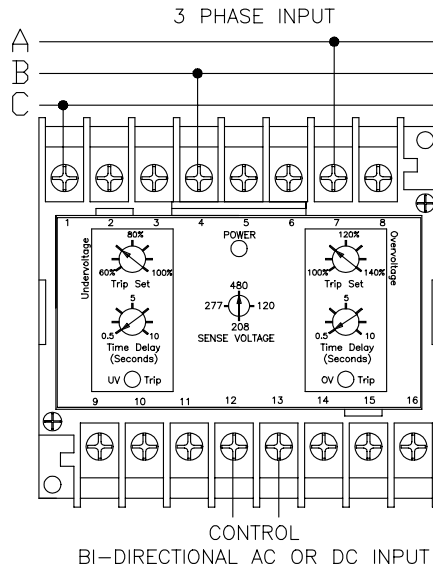 3 PHASE INPUT
A
B
C
1 2 3 4 5 6 7 8
POWER
Undervoltage
60% 80% 100%
Trip Set
0.5 5 10
Time Delay
(Seconds)
UV Trip
480
277 120
208
SENSE VOLTAGE
Overvoltage
100% 120% 140%
Trip Set
0.5 5 10
Time Delay
(Seconds)
OV Trip
9 10 11 12 13 14 15 16
CONTROL
BI-DIRECTIONAL AC OR DC INPUT